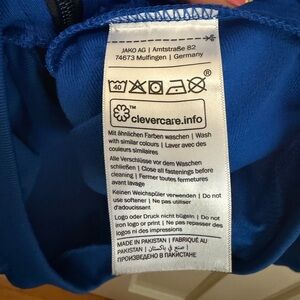 JAKO AG | Amtstraße 82
74673 Mulfingen | Germany
40
®
clevercare.info
Mit ähnlichen Farben waschen | Wash
with similar colours | Laver avec des
couleurs similaires
Alle Verschlüsse vor dem Waschen
schließen | Close all fastenings before
cleaning | Fermer toutes fermetures
avant lavage
Keinen Weichspüler verwenden | Do not
use softener | Ne pas utiliser
d'adoucissant
Logo oder Druck nicht bügeln | Do not
iron logo or print | Ne pas repasser des
logos ni des impressions
MADE IN PAKISTAN | FABRIQUÉ AU
PAKISTAN | صنع في باكستان |
ПРОИЗВЕДЕНО В ПАКИСТАНЕ